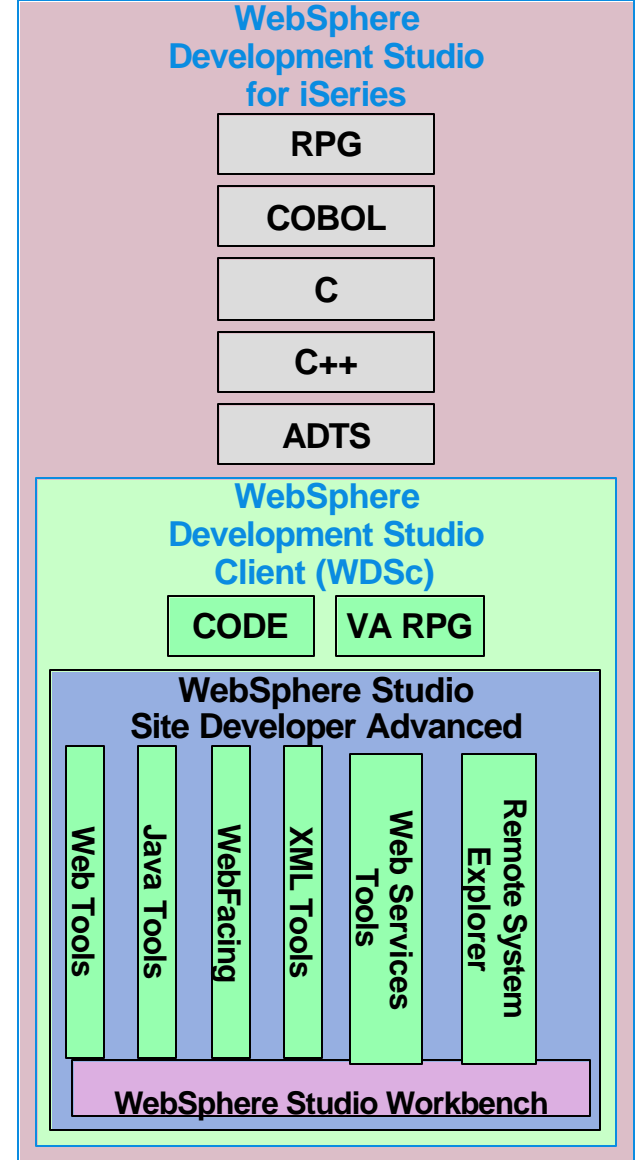 WebSphere
Development Studio
for iSeries
RPG
COBOL
C
C++
ADTS
WebSphere
Development Studio
Client (WDSc)
CODE
VA RPG
WebSphere Studio
Site Developer Advanced
Web Tools
Java Tools
WebFacing
XML Tools
Web Services
Tools
Remote System
Explorer
WebSphere Studio Workbench